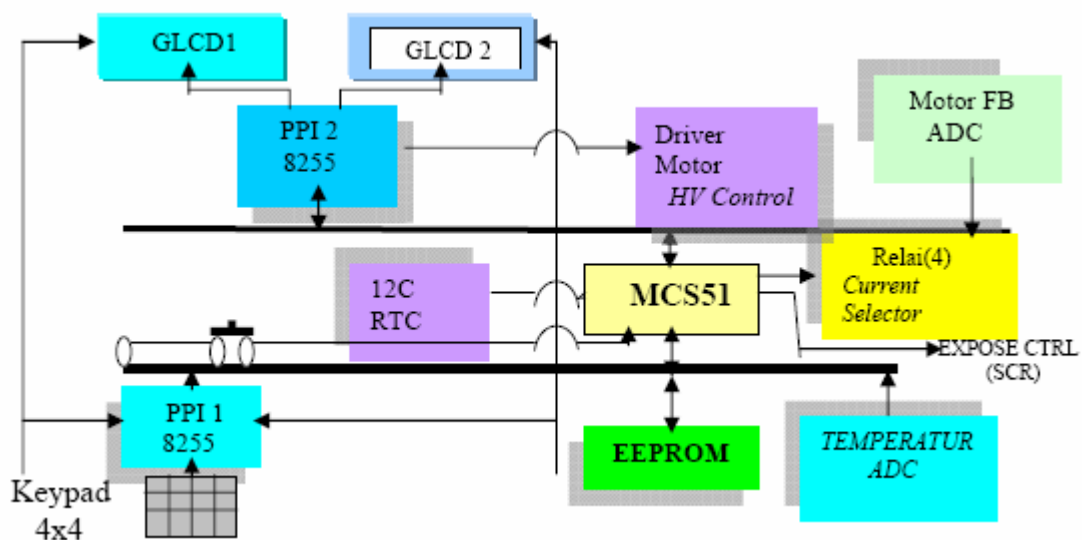 GLCD1
GLCD 2
PPI 2
8255
Driver
Motor
HV Control
Motor FB
ADC
12C
RTC
MCS51
Relai(4)
Current
Selector
EXPOSE CTRL
(SCR)
PPI 1
8255
EEPROM
TEMPERATUR
ADC
Keypad
4x4